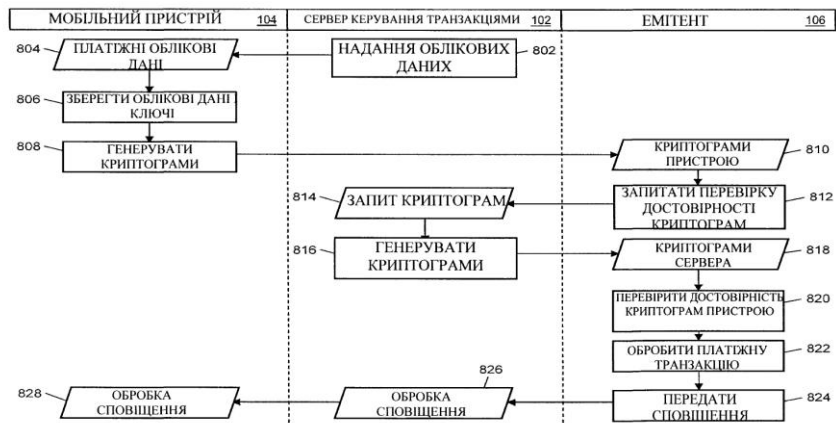 МОБІЛЬНИЙ ПРИСТРІЙ 104
СЕРВЕР КЕРУВАННЯ ТРАНЗАКЦІЯМИ 102
ЕМІТЕНТ 106
804
ПЛАТІЖНІ ОБЛІКОВІ
ДАНІ
НАДАННЯ ОБЛІКОВИХ
ДАНИХ
802
806
ЗБЕРЕГТИ ОБЛІКОВІ ДАНІ
КЛЮЧІ
808
ГЕНЕРУВАТИ
КРИПТОГРАМИ
КРИПТОГРАМИ
ПРИСТРОЮ
810
814
ЗАПИТ КРИПТОГРАМ
ЗАПИТАТИ ПЕРЕВІРКУ
ДОСТОВІРНОСТІ
КРИПТОГРАМ
812
816
ГЕНЕРУВАТИ
КРИПТОГРАМИ
КРИПТОГРАМИ
СЕРВЕРА
818
ПЕРЕВІРИТИ ДОСТОВІРНІСТЬ
КРИПТОГРАМ ПРИСТРОЮ
820
ОБРОБИТИ ПЛАТІЖНУ
ТРАНЗАКЦІЮ
822
828
ОБРОБКА
СПОВІЩЕННЯ
826
ОБРОБКА
СПОВІЩЕННЯ
ПЕРЕДАТИ
СПОВІЩЕННЯ
824